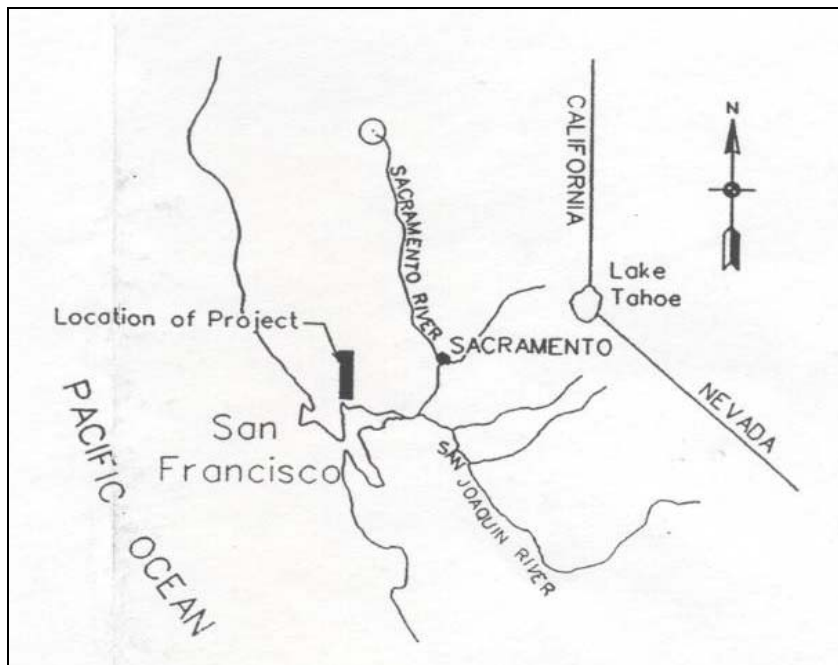 CALIFORNIA
N
SACRAMENTO RIVER
Lake
Tahoe
Location of Project
SACRAMENTO
NEVADA
PACIFIC OCEAN
San
Francisco
SAN JOAQUIN RIVER